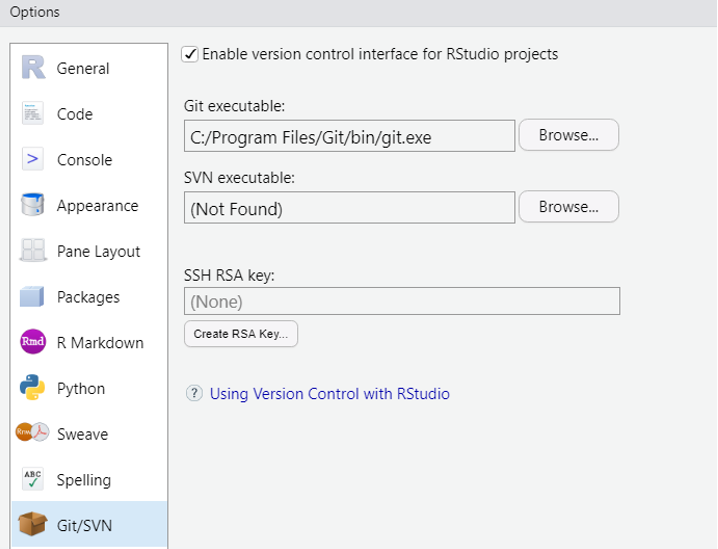 Options
General
Code
Console
Appearance
Pane Layout
Packages
Rmd R Markdown
Python
Rnw Sweave
ABC Spelling
Git/SVN
Enable version control interface for RStudio projects
Git executable:
C:/Program Files/Git/bin/git.exe Browse...
SVN executable:
(Not Found) Browse...
SSH RSA key:
(None)
Create RSA Key...
? Using Version Control with RStudio